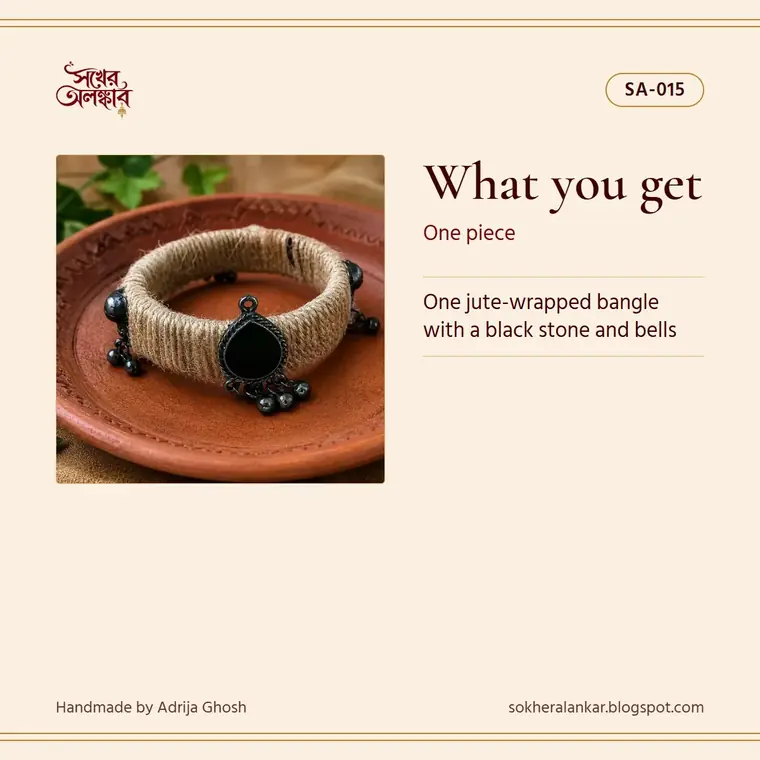 সখের
অলঙ্কার
SA-015
What you get
One piece
One jute-wrapped bangle
with a black stone and bells
Handmade by Adrija Ghosh
sokheralankar.blogspot.com